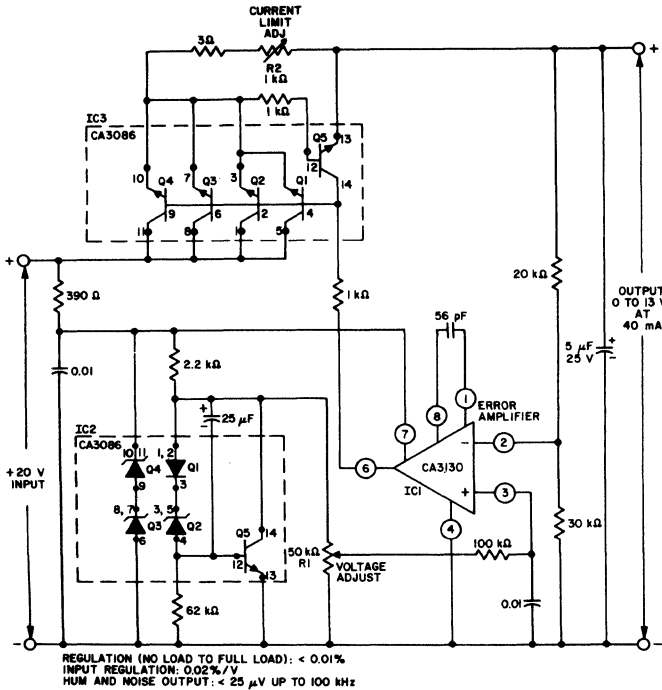 CURRENT
LIMIT
ADJ
3Ω
R2
1 kΩ
1 kΩ
IC3
CA3086
Q5
13
12
14
10
Q4
7
Q3
3
Q2
Q1
9
6
2
4
11
8
1
5
+
+
390 Ω
1 kΩ
20 kΩ
OUTPUT
0 TO 13 V
AT
40 mA
56 pF
5 µF
25 V
+
-
2.2 kΩ
0.01
+
-
25 µF
IC2
CA3086
+20 V
INPUT
10 11
1, 2
Q4
Q1
9
3
8, 7
3, 5
Q3
Q2
6
4
Q5
14
12
13
1
8
7
ERROR
AMPLIFIER
6
-
2
CA3130
+
3
IC1
4
50 kΩ
R1
VOLTAGE
ADJUST
100 kΩ
30 kΩ
62 kΩ
0.01
-
-
REGULATION (NO LOAD TO FULL LOAD): < 0.01%
INPUT REGULATION: 0.02%/V
HUM AND NOISE OUTPUT: < 25 µV UP TO 100 kHz